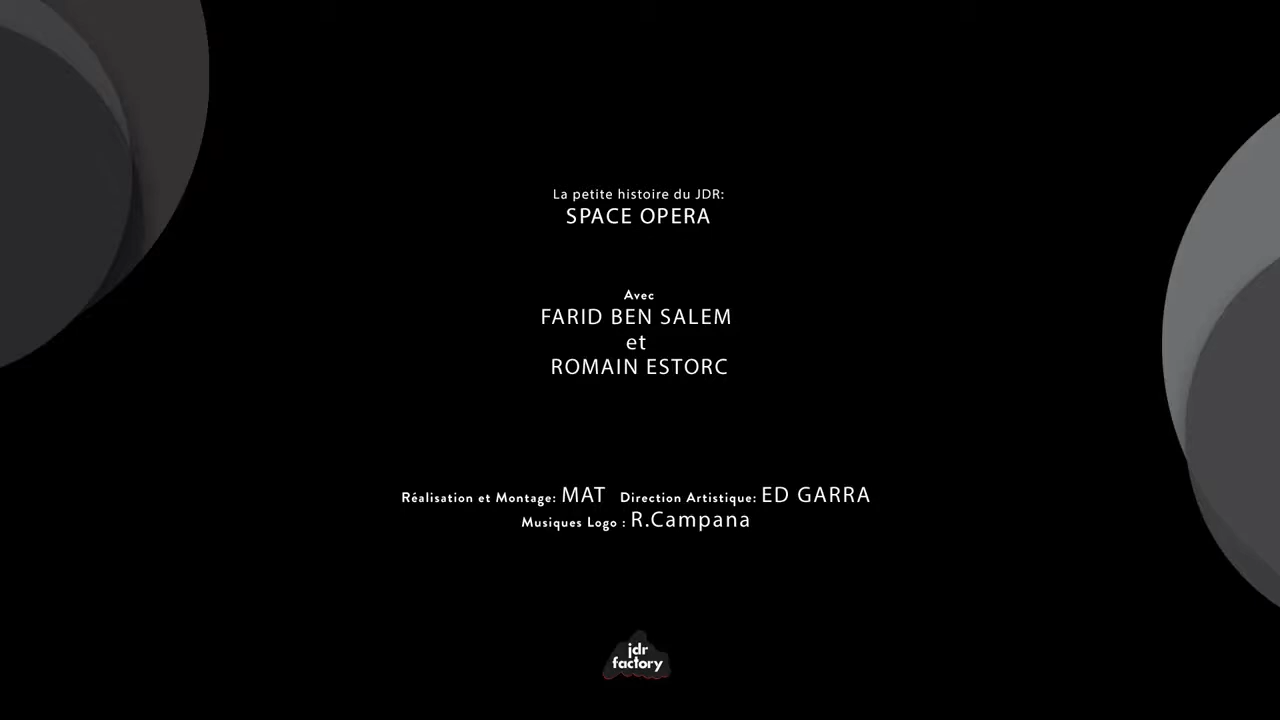 La petite histoire du JDR:
SPACE OPERA
Avec
FARID BEN SALEM
et
ROMAIN ESTORC
Réalisation et Montage: MAT Direction Artistique: ED GARRA
Musiques Logo : R.Campana
jdr
factory